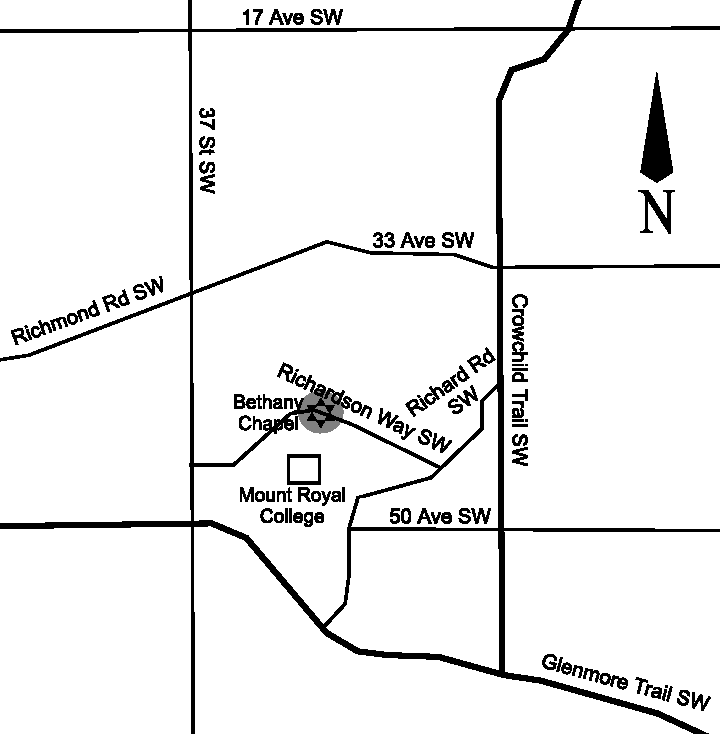 17 Ave SW
37 St SW
N
33 Ave SW
Richmond Rd SW
Crowchild Trail SW
Richard Rd
SW
Richardson Way SW
Bethany
Chapel
Mount Royal
College
50 Ave SW
Glenmore Trail SW